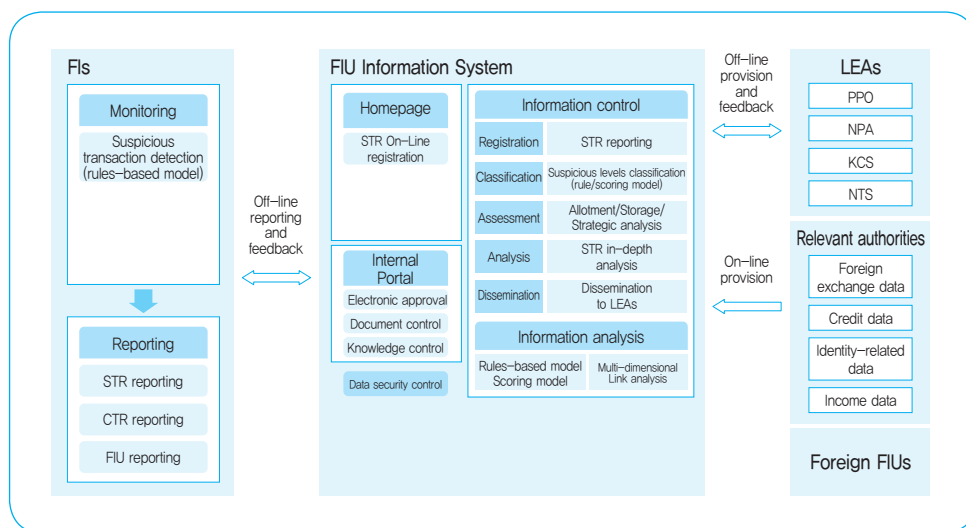 FIs
Monitoring
Suspicious
transaction detection
(rules-based model)
Reporting
STR reporting
CTR reporting
FIU reporting
Off-line
reporting
and
feedback
FIU Information System
Homepage
STR On-Line
registration
Internal
Portal
Electronic approval
Document control
Knowledge control
Data security control
Information control
Registration
STR reporting
Classification
Suspicious levels classification
(rule/scoring model)
Assessment
Allotment/Storage/
Strategic analysis
Analysis
STR in-depth
analysis
Dissemination
Dissemination
to LEAs
Information analysis
Rules-based model
Scoring model
Multi-dimensional
Link analysis
Off-line
provision
and
feedback
On-line
provision
LEAs
PPO
NPA
KCS
NTS
Relevant authorities
Foreign
exchange data
Credit data
Identity-related
data
Income data
Foreign FIUs